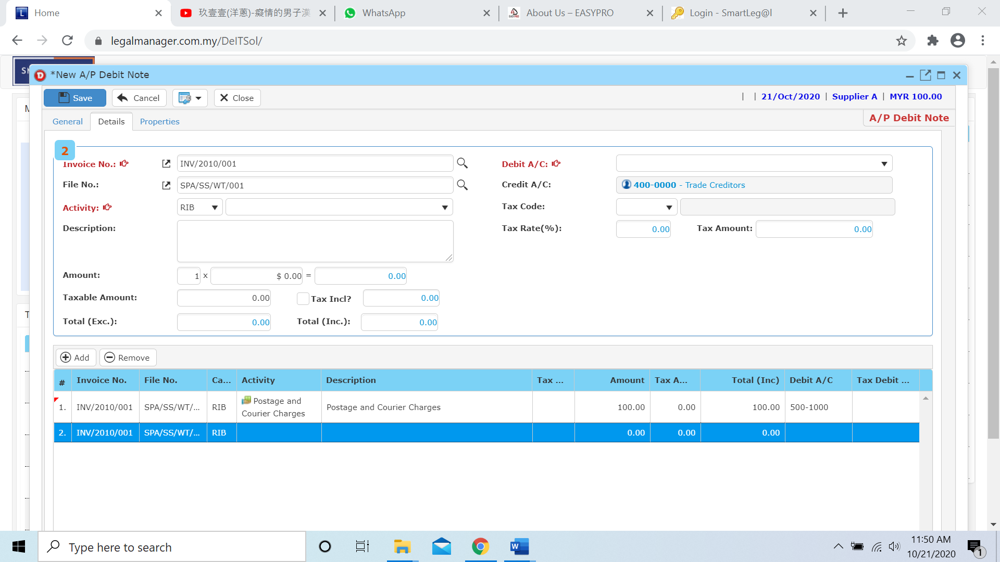 Home
玖壹壹(洋蔥)-癡情的男子漢
WhatsApp
About Us – EASYPRO
Login - SmartLeg@l
legalmanager.com.my/DeITSol/
*New A/P Debit Note
Save
Cancel
Close
| | 21/Oct/2020 | Supplier A | MYR 100.00
General
Details
Properties
A/P Debit Note
2
Invoice No.:
INV/2010/001
Debit A/C:
File No.:
SPA/SS/WT/001
Credit A/C:
400-0000 - Trade Creditors
Activity:
RIB
Tax Code:
Description:
Tax Rate(%):
0.00
Tax Amount:
0.00
Amount:
1 x $ 0.00 = 0.00
Taxable Amount:
0.00
Tax Incl?
0.00
Total (Exc.):
0.00
Total (Inc.):
0.00
Add
Remove
# Invoice No. File No. Ca... Activity Description Tax ... Amount Tax A... Total (Inc) Debit A/C Tax Debit ...
1. INV/2010/001 SPA/SS/WT/... RIB Postage and Courier Charges Postage and Courier Charges 100.00 0.00 100.00 500-1000
2. INV/2010/001 SPA/SS/WT/... RIB 0.00 0.00 0.00
Type here to search
11:50 AM
10/21/2020
1